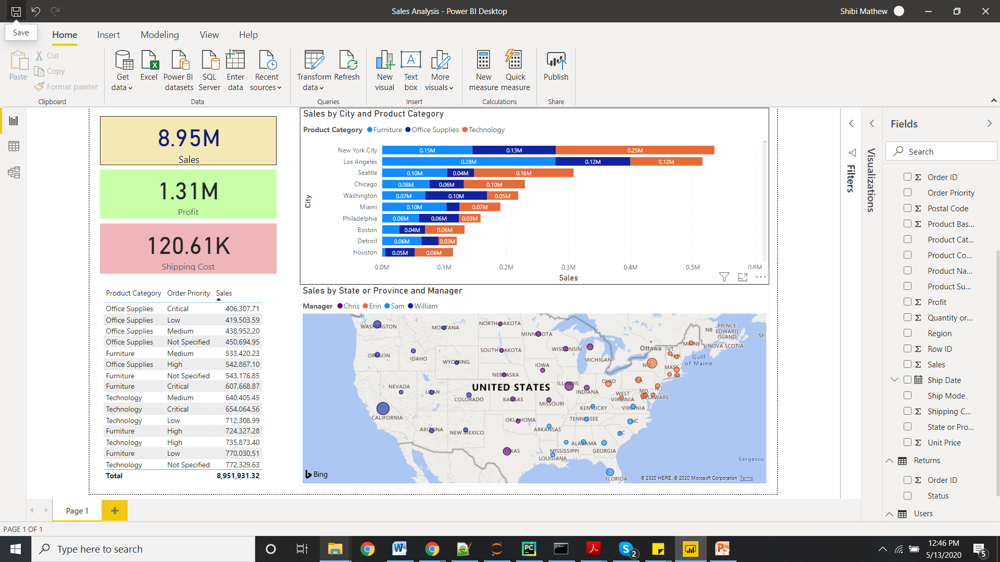 Sales Analysis - Power BI Desktop
Shibi Mathew
Save
Home Insert Modeling View Help
Paste
Cut
Copy
Format painter
Clipboard
Get data
Excel
Power BI datasets
SQL Server
Enter data
Recent sources
Data
Transform data
Refresh
Queries
New visual
Text box
More visuals
Insert
New measure
Quick measure
Calculations
Publish
Share
8.95M
Sales
1.31M
Profit
120.61K
Shipping Cost
Product Category Order Priority Sales
Office Supplies Critical 406,307.71
Office Supplies Low 419,503.59
Office Supplies Medium 438,952.20
Office Supplies Not Specified 450,694.95
Furniture Medium 533,420.23
Office Supplies High 542,867.10
Furniture Not Specified 543,176.85
Furniture Critical 607,668.87
Technology Medium 640,405.45
Technology Critical 654,064.56
Technology Low 712,308.99
Furniture High 724,327.28
Technology High 735,873.40
Furniture Low 770,030.51
Technology Not Specified 772,329.63
Total 8,951,931.32
Sales by City and Product Category
Product Category Furniture Office Supplies Technology
City
New York City 0.15M 0.13M 0.25M
Los Angeles 0.28M 0.12M 0.12M
Seattle 0.10M 0.04M 0.16M
Chicago 0.08M 0.06M 0.10M
Washington 0.07M 0.10M 0.05M
Miami 0.10M 0.07M
Philadelphia 0.06M 0.06M 0.03M
Boston 0.04M 0.06M
Detroit 0.06M 0.03M
Houston 0.05M 0.06M
0.0M 0.1M 0.2M 0.3M 0.4M 0.5M 0.6M
Sales
Sales by State or Province and Manager
Manager Chris Erin Sam William
WASHINGTON
MONTANA
NORTH DAKOTA
MINNESOTA
OREGON
IDAHO
WYOMING
SOUTH DAKOTA
WISCONSIN
MICHIGAN
Ottawa
VT.
N.H.
MAINE
NB
PRINCE EDWARD ISLAND
NOVA SCOTIA
St-
Gulf of Maine
NEVADA
UTAH
COLORADO
NEBRASKA
IOWA
ILLINOIS
INDIANA
OHIO
PA
N.Y.
MASS
R.I.
N.J.
MD.
DELAWARE
UNITED STATES
CALIFORNIA
KANSAS
MISSOURI
WEST VIRGINIA
VIRGINIA
KENTUCKY
TENNESSEE
NC
SC
ARIZONA
NEW MEXICO
OKLAHOMA
ARKANSAS
TEXAS
MISSISSIPPI
ALABAMA
GEORGIA
LOUISIANA
FLORIDA
Sargasso
Bing
© 2020 HERE, © 2020 Microsoft Corporation Terms
Filters
Visualizations
Fields
Search
Order ID
Order Priority
Postal Code
Product Bas...
Product Cat...
Product Co...
Product Na...
Product Su...
Profit
Quantity or...
Region
Row ID
Sales
Ship Date
Ship Mode
Shipping C...
State or Pro...
Unit Price
Returns
Order ID
Status
Users
Page 1
PAGE 1 OF 1
Type here to search
12:46 PM
5/13/2020
2
5